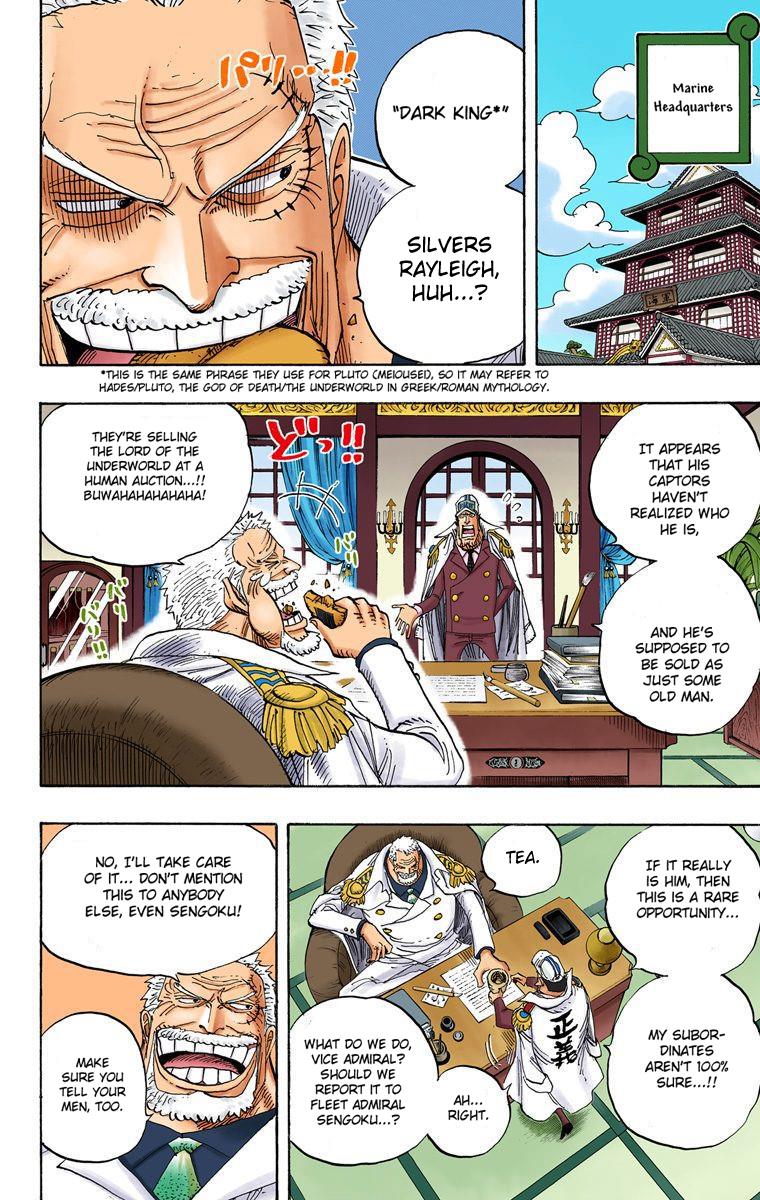 Marine
Headquarters
海軍
"DARK KING*"
SILVERS
RAYLEIGH,
HUH...?
パリ…!!
*THIS IS THE SAME PHRASE THEY USE FOR PLUTO (MEIOUSEI), SO IT MAY REFER TO
HADES/PLUTO, THE GOD OF DEATH/THE UNDERWORLD IN GREEK/ROMAN MYTHOLOGY.
IT APPEARS
THAT HIS
CAPTORS
HAVEN'T
REALIZED WHO
HE IS,
AND HE'S
SUPPOSED TO
BE SOLD AS
JUST SOME
OLD MAN.
どっ!!
THEY'RE SELLING
THE LORD OF THE
UNDERWORLD AT A
HUMAN AUCTION...!!
BUWAHAHAHAHAHA!
バリ
バリ
IF IT REALLY
IS HIM, THEN
THIS IS A RARE
OPPORTUNITY...
MY SUBOR-
DINATES
AREN'T 100%
SURE...!!
TEA.
正義
AH...
RIGHT.
WHAT DO WE DO,
VICE ADMIRAL?
SHOULD WE
REPORT IT TO
FLEET ADMIRAL
SENGOKU...?
NO, I'LL TAKE CARE
OF IT... DON'T MENTION
THIS TO ANYBODY
ELSE, EVEN SENGOKU!
MAKE
SURE YOU
TELL YOUR
MEN, TOO.